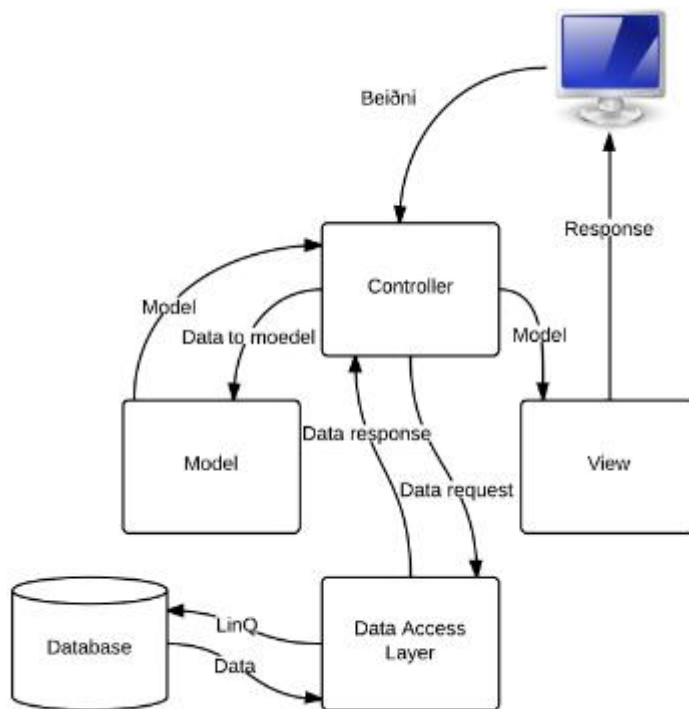 Beiðni
Response
Controller
Model
Data to moedel
Model
Data response
Model
View
Data request
LinQ
Data Access
Layer
Database
Data